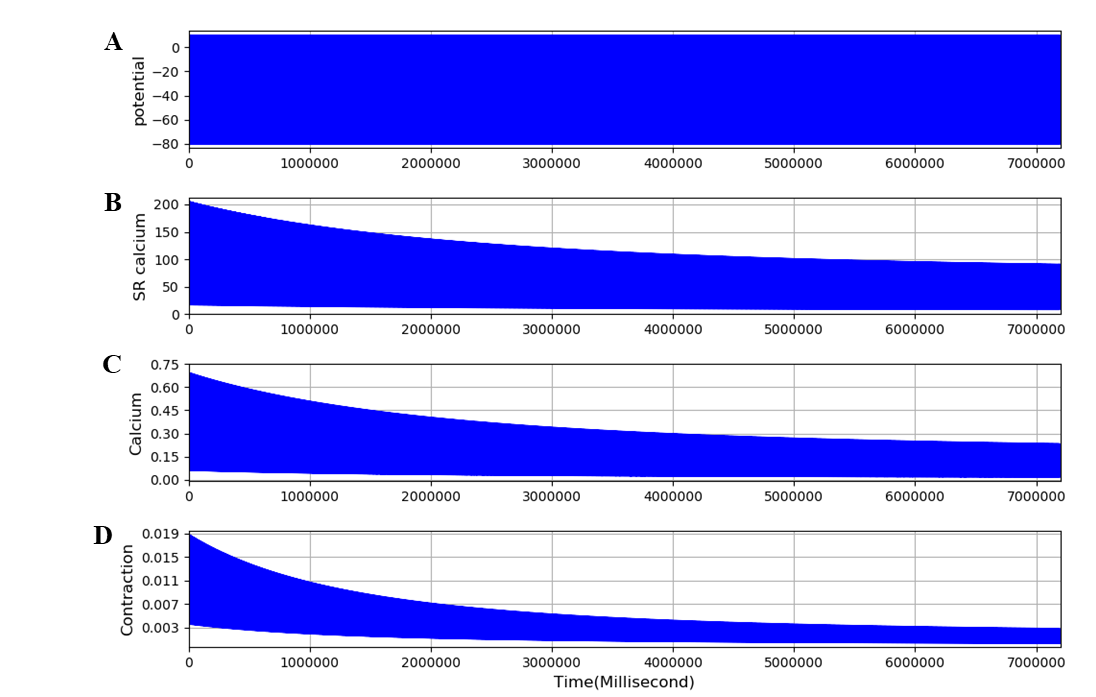 A
potential
0
−20
−40
−60
−80
0 1000000 2000000 3000000 4000000 5000000 6000000 7000000
B
SR calcium
200
150
100
50
0
0 1000000 2000000 3000000 4000000 5000000 6000000 7000000
C
Calcium
0.75
0.60
0.45
0.30
0.15
0.00
0 1000000 2000000 3000000 4000000 5000000 6000000 7000000
D
Contraction
0.019
0.015
0.011
0.007
0.003
0 1000000 2000000 3000000 4000000 5000000 6000000 7000000
Time(Millisecond)